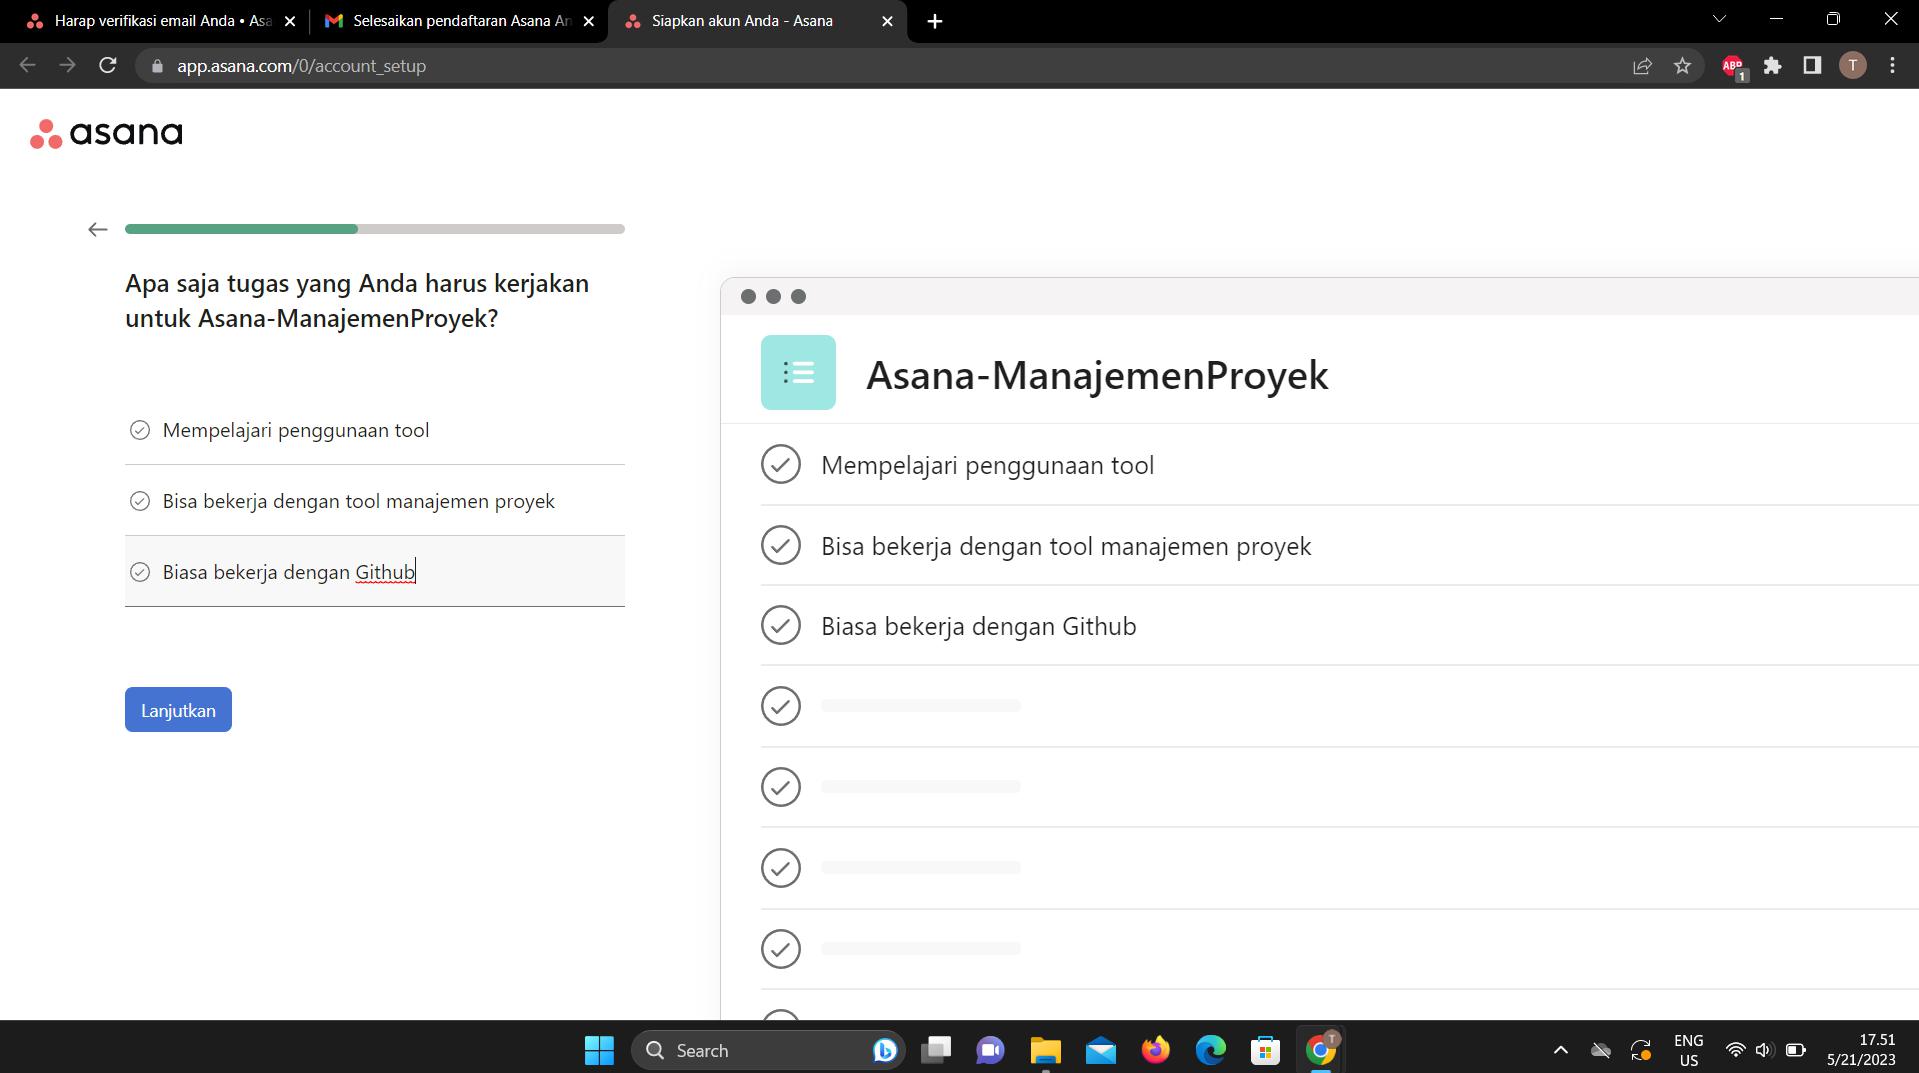 Harap verifikasi email Anda • Asa
Selesaikan pendaftaran Asana An
Siapkan akun Anda - Asana
app.asana.com/0/account_setup
ABP
1
T
asana
Apa saja tugas yang Anda harus kerjakan
untuk Asana-ManajemenProyek?
Mempelajari penggunaan tool
Bisa bekerja dengan tool manajemen proyek
Biasa bekerja dengan Github
Lanjutkan
Asana-ManajemenProyek
Mempelajari penggunaan tool
Bisa bekerja dengan tool manajemen proyek
Biasa bekerja dengan Github
Search
T
ENG
US
17.51
5/21/2023